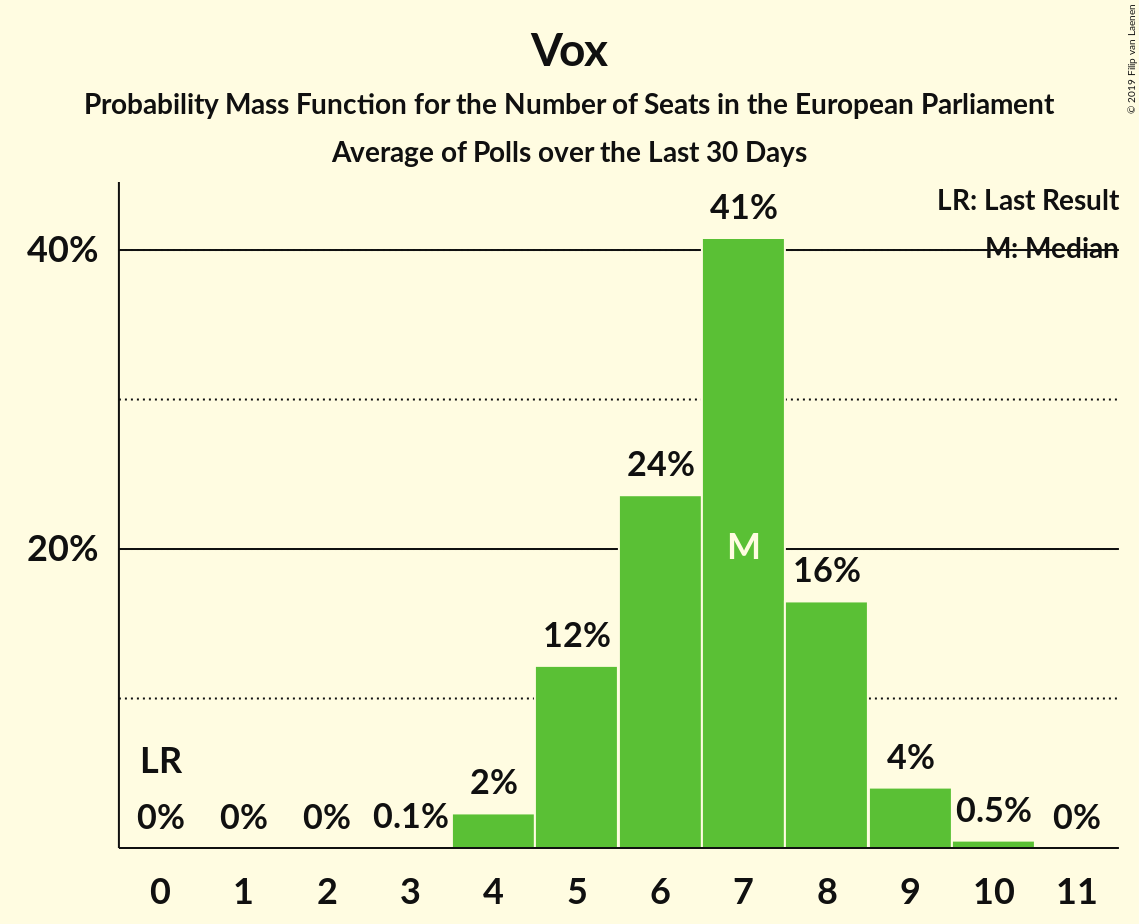 Vox
Probability Mass Function for the Number of Seats in the European Parliament
Average of Polls over the Last 30 Days
© 2019 Filip van Laenen
LR: Last Result
M: Median
41%
40%
24%
20%
M
16%
12%
LR
4%
2%
0% 0% 0% 0.1% 0.5% 0%
0 1 2 3 4 5 6 7 8 9 10 11